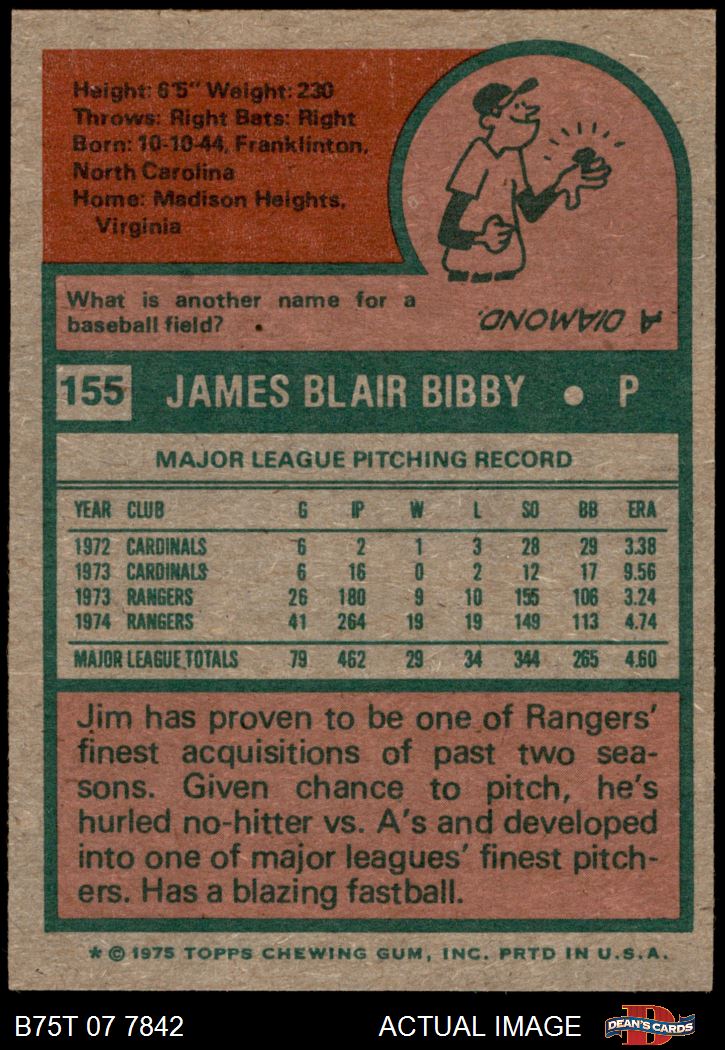 Height: 6'5" Weight: 230
Throws: Right Bats: Right
Born: 10-10-44, Franklinton,
North Carolina
Home: Madison Heights,
Virginia
What is another name for a
baseball field?
A DIAMOND.
155 JAMES BLAIR BIBBY • P
MAJOR LEAGUE PITCHING RECORD
YEAR CLUB G IP W L SO BB ERA
1972 CARDINALS 6 2 1 3 28 29 3.38
1973 CARDINALS 6 16 0 2 12 17 9.56
1973 RANGERS 26 180 9 10 155 106 3.24
1974 RANGERS 41 264 19 19 149 113 4.74
MAJOR LEAGUE TOTALS 79 462 29 34 344 265 4.60
Jim has proven to be one of Rangers'
finest acquisitions of past two sea-
sons. Given chance to pitch, he's
hurled no-hitter vs. A's and developed
into one of major leagues' finest pitch-
ers. Has a blazing fastball.
* © 1975 TOPPS CHEWING GUM, INC. PRTD IN U.S.A.
B75T 07 7842 ACTUAL IMAGE DEAN'S CARDS